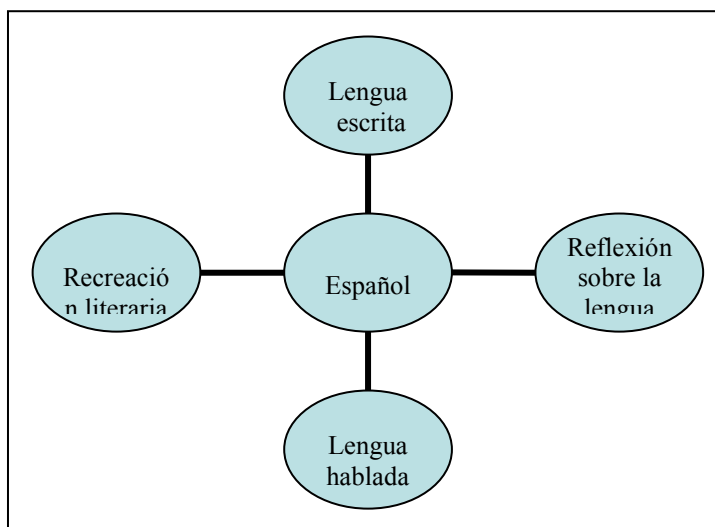 Lengua
escrita
Recreació
n literaria
Español
Reflexión
sobre la
lengua
Lengua
hablada